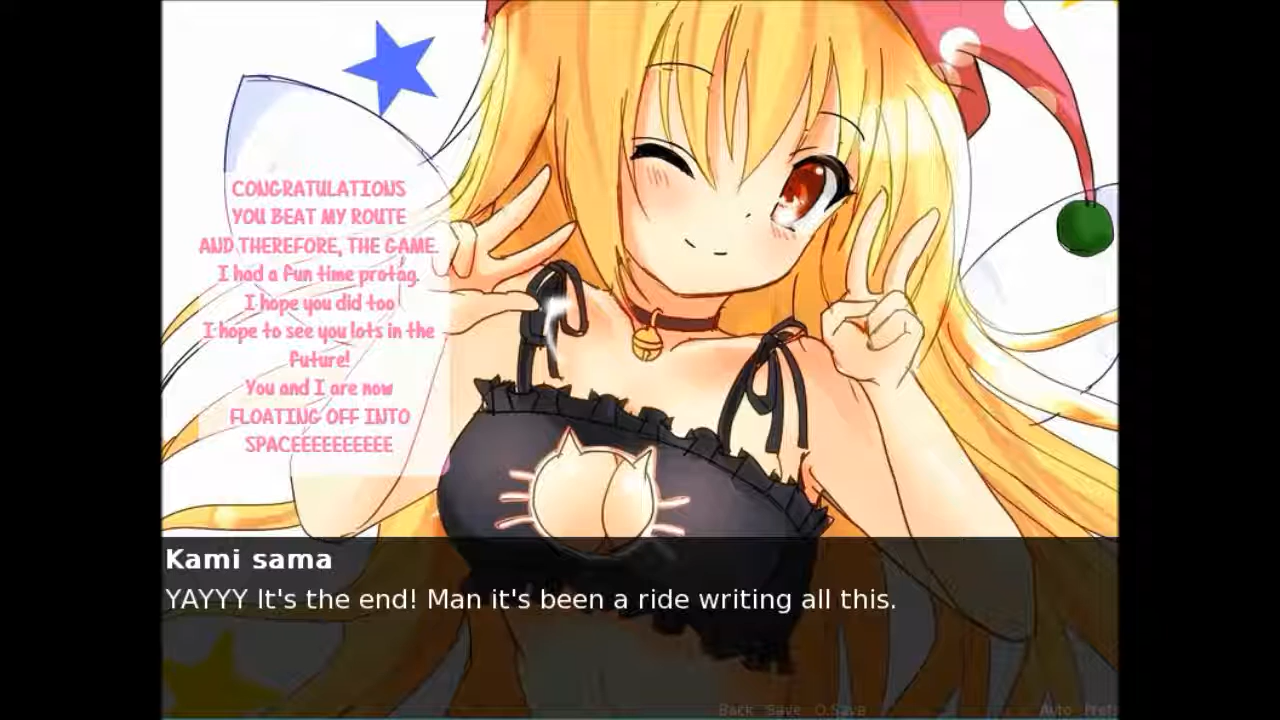 CONGRATULATIONS
YOU BEAT MY ROUTE
AND THEREFORE, THE GAME.
I had a fun time protag.
I hope you did too
I hope to see you lots in the
future!
You and I are now
FLOATING OFF INTO
SPACEEEEEEEEEE
Kami sama
YAYYY It's the end! Man it's been a ride writing all this.
Back Save Q.Save Auto Prefs